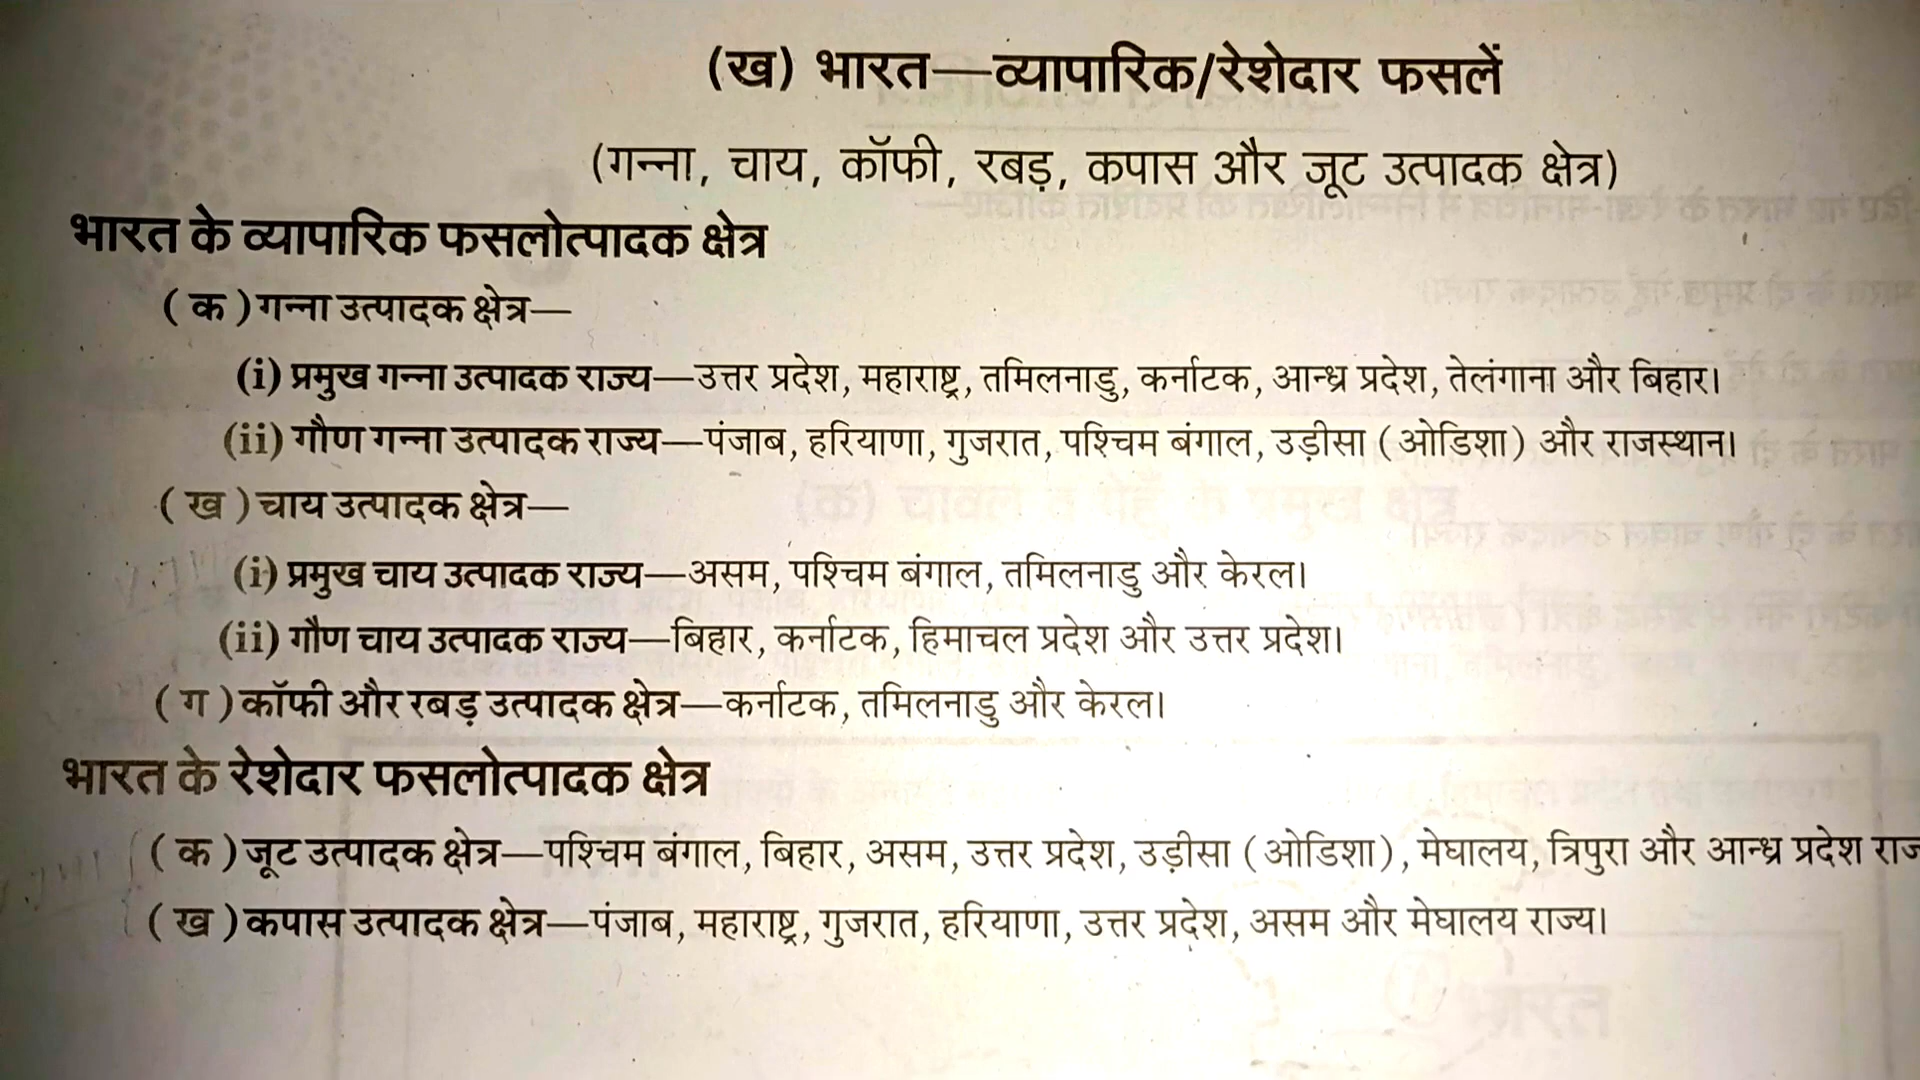 (ख) भारत—व्यापारिक/रेशेदार फसलें
(गन्ना, चाय, कॉफी, रबड़, कपास और जूट उत्पादक क्षेत्र)
भारत के व्यापारिक फसलोत्पादक क्षेत्र
( क ) गन्ना उत्पादक क्षेत्र—
(i) प्रमुख गन्ना उत्पादक राज्य—उत्तर प्रदेश, महाराष्ट्र, तमिलनाडु, कर्नाटक, आन्ध्र प्रदेश, तेलंगाना और बिहार।
(ii) गौण गन्ना उत्पादक राज्य—पंजाब, हरियाणा, गुजरात, पश्चिम बंगाल, उड़ीसा ( ओडिशा ) और राजस्थान।
( ख ) चाय उत्पादक क्षेत्र—
(i) प्रमुख चाय उत्पादक राज्य—असम, पश्चिम बंगाल, तमिलनाडु और केरल।
(ii) गौण चाय उत्पादक राज्य—बिहार, कर्नाटक, हिमाचल प्रदेश और उत्तर प्रदेश।
( ग ) कॉफी और रबड़ उत्पादक क्षेत्र—कर्नाटक, तमिलनाडु और केरल।
भारत के रेशेदार फसलोत्पादक क्षेत्र
( क ) जूट उत्पादक क्षेत्र—पश्चिम बंगाल, बिहार, असम, उत्तर प्रदेश, उड़ीसा ( ओडिशा ), मेघालय, त्रिपुरा और आन्ध्र प्रदेश
( ख ) कपास उत्पादक क्षेत्र—पंजाब, महाराष्ट्र, गुजरात, हरियाणा, उत्तर प्रदेश, असम और मेघालय राज्य।